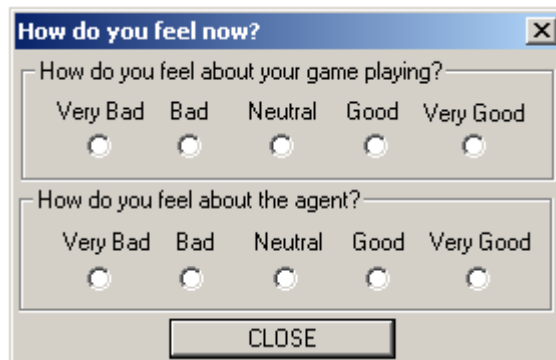 How do you feel now?
How do you feel about your game playing?
Very Bad Bad Neutral Good Very Good
How do you feel about the agent?
Very Bad Bad Neutral Good Very Good
CLOSE